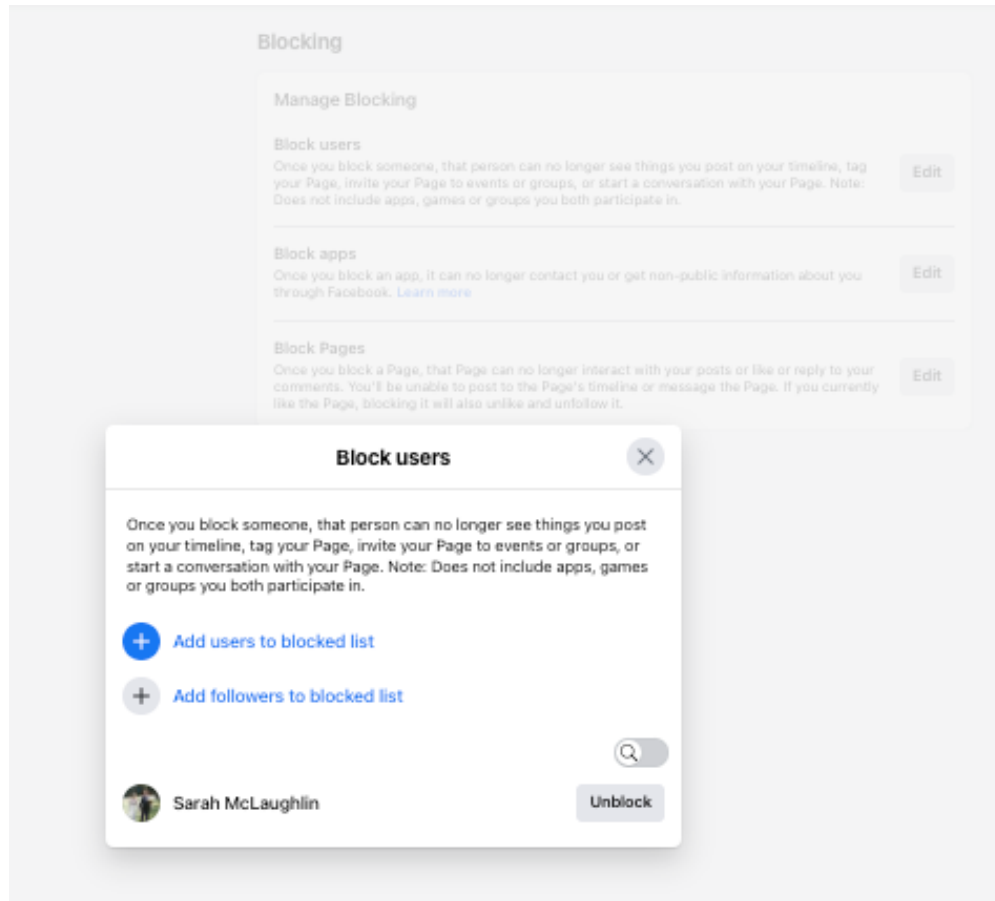 Blocking
Manage Blocking
Block users
Once you block someone, that person can no longer see things you post on your timeline, tag
your Page, invite your Page to events or groups, or start a conversation with your Page. Note:
Does not include apps, games or groups you both participate in.
Edit
Block apps
Once you block an app, it can no longer contact you or get non-public information about you
through Facebook. Learn more
Edit
Block Pages
Once you block a Page, that Page can no longer interact with your posts or like or reply to your
comments. You'll be unable to post to the Page's timeline or message the Page. If you currently
like the Page, blocking it will also unlike and unfollow it.
Edit
Block users
Once you block someone, that person can no longer see things you post
on your timeline, tag your Page, invite your Page to events or groups, or
start a conversation with your Page. Note: Does not include apps, games
or groups you both participate in.
Add users to blocked list
Add followers to blocked list
Sarah McLaughlin
Unblock